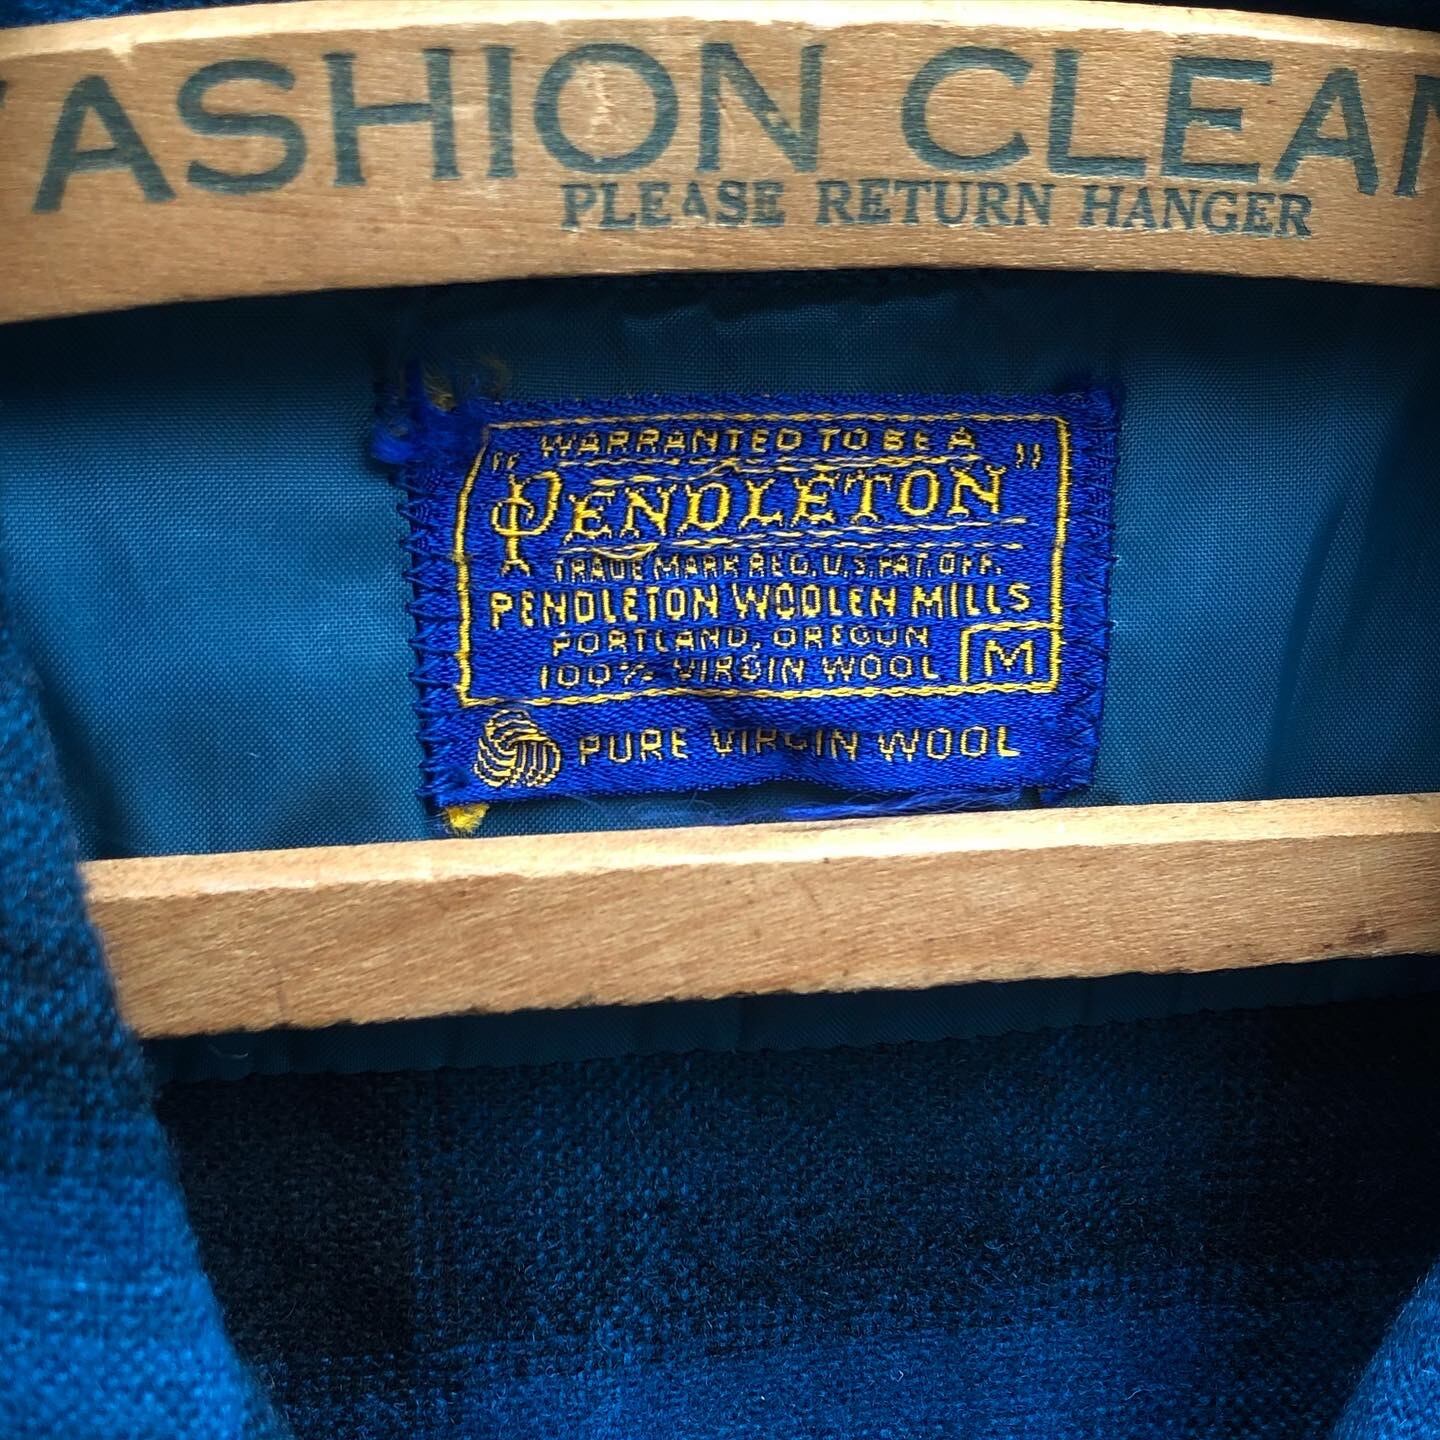 FASHION CLEAN
PLEASE RETURN HANGER
WARRANTED TO BE A
"PENDLETON"
TRADE MARK REG. U.S. PAT. OFF.
PENDLETON WOOLEN MILLS
PORTLAND, OREGON
100% VIRGIN WOOL M
PURE VIRGIN WOOL